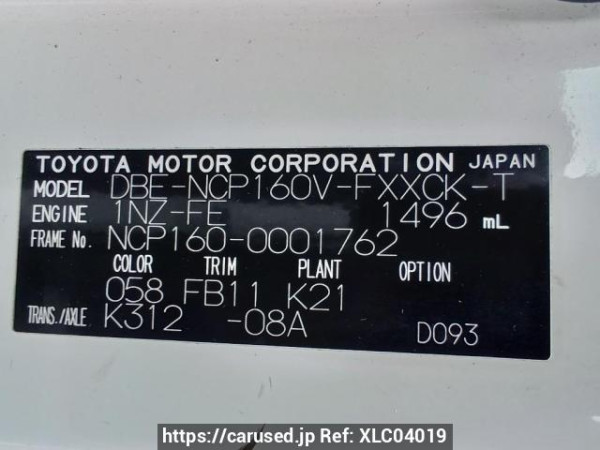 TOYOTA MOTOR CORPORATION JAPAN
MODEL DBE-NCP160V-FXXCK-T
ENGINE 1NZ-FE 1496 mL
FRAME No. NCP160-0001762
COLOR TRIM PLANT OPTION
058 FB11 K21
TRANS./AXLE K312 -08A D093
https://carused.jp Ref: XLC04019